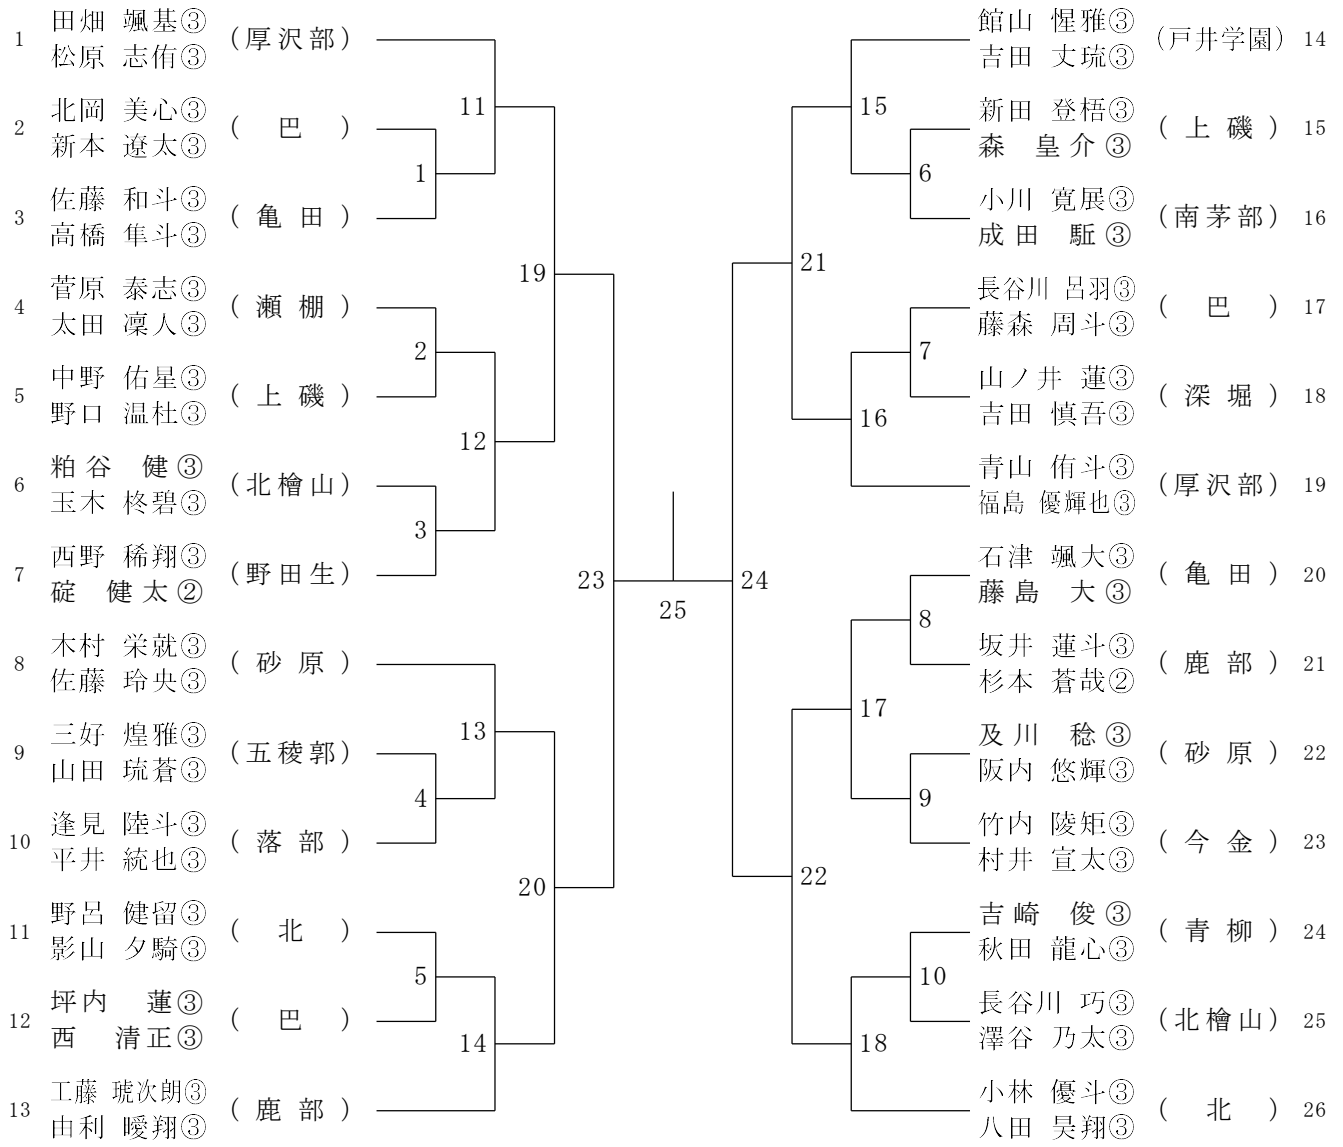 1 田畑 颯基③ (厚沢部)
松原 志侑③
2 北岡 美心③ ( 巴 )
新本 遼太③
3 佐藤 和斗③ ( 亀 田 )
高橋 隼斗③
4 菅原 泰志③ ( 瀬 棚 )
太田 凜人③
5 中野 佑星③ ( 上 磯 )
野口 温杜③
6 粕谷 健③ (北檜山)
玉木 柊碧③
7 西野 稀翔③ (野田生)
碇 健太②
8 木村 栄就③ ( 砂 原 )
佐藤 玲央③
9 三好 煌雅③ (五稜郭)
山田 琉蒼③
10 逢見 陸斗③ ( 落 部 )
平井 統也③
11 野呂 健留③ ( 北 )
影山 夕騎③
12 坪内 蓮③ ( 巴 )
西 清正③
13 工藤 琥次朗③ ( 鹿 部 )
由利 曖翔③
11
1
19
2
12
3
23
13
4
20
5
14
25
15
6
21
7
16
24
8
17
9
22
10
18
館山 惺雅③ (戸井学園) 14
吉田 丈琉③
新田 登梧③ ( 上 磯 ) 15
森 皇介③
小川 寛展③ (南茅部) 16
成田 駈③
長谷川 呂羽③ ( 巴 ) 17
藤森 周斗③
山ノ井 蓮③ ( 深 堀 ) 18
吉田 慎吾③
青山 侑斗③ (厚沢部) 19
福島 優輝也③
石津 颯大③ ( 亀 田 ) 20
藤島 大③
坂井 蓮斗③ ( 鹿 部 ) 21
杉本 蒼哉②
及川 稔③ ( 砂 原 ) 22
阪内 悠輝③
竹内 陵矩③ ( 今 金 ) 23
村井 宣太③
吉崎 俊③ ( 青 柳 ) 24
秋田 龍心③
長谷川 巧③ (北檜山) 25
澤谷 乃太③
小林 優斗③ ( 北 ) 26
八田 昊翔③